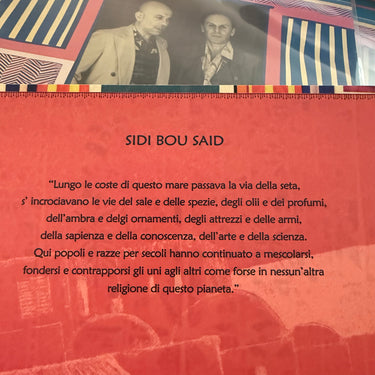 SIDI BOU SAID
“Lungo le coste di questo mare passava la via della seta,
s’ incrociavano le vie del sale e delle spezie, degli olii e dei profumi,
dell’ambra e delgi ornamenti, degli attrezzi e delle armi,
della sapienza e della conoscenza, dell’arte e della scienza.
Qui popoli e razze per secoli hanno continuato a mescolarsi,
fondersi e contrapporsi gli uni agli altri come forse in nessun’altra
religione di questo pianeta.”